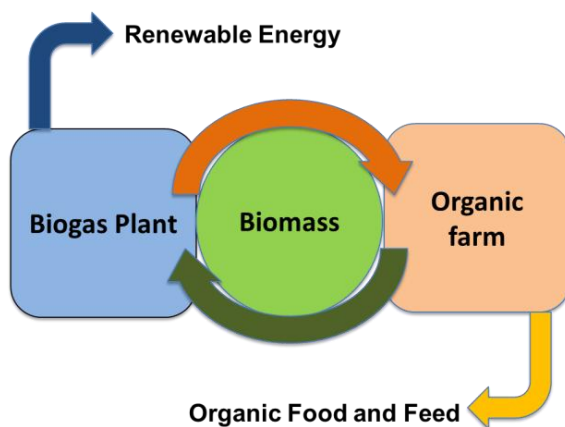 Renewable Energy
Biogas Plant
Biomass
Organic
farm
Organic Food and Feed